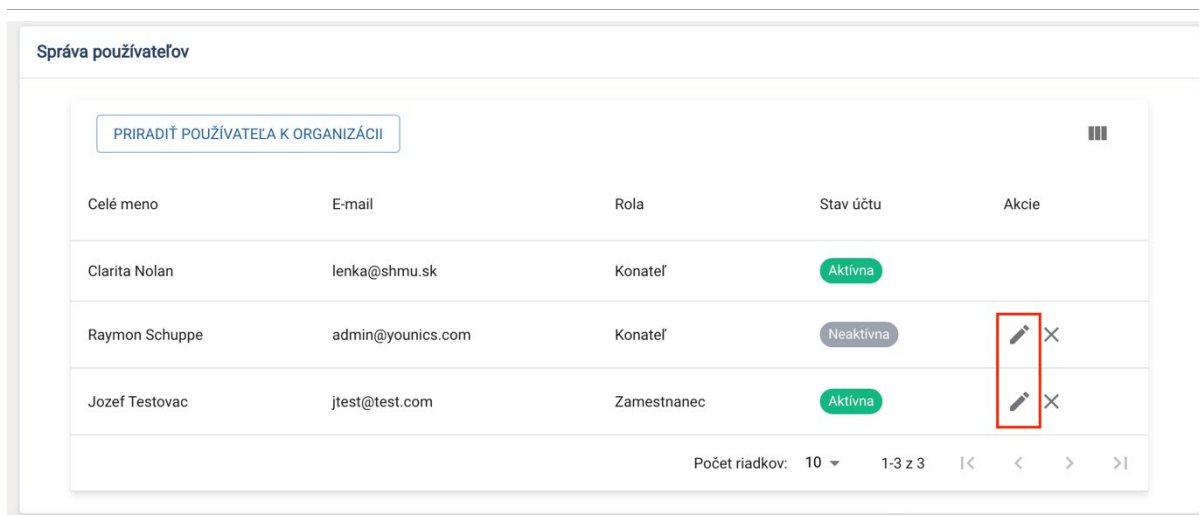 Správa používateľov
PRIRADIŤ POUŽÍVATEĽA K ORGANIZÁCII
Celé meno E-mail Rola Stav účtu Akcie
Clarita Nolan lenka@shmu.sk Konateľ Aktívna
Raymon Schuppe admin@younics.com Konateľ Neaktívna
Jozef Testovac jtest@test.com Zamestnanec Aktívna
Počet riadkov: 10 1-3 z 3